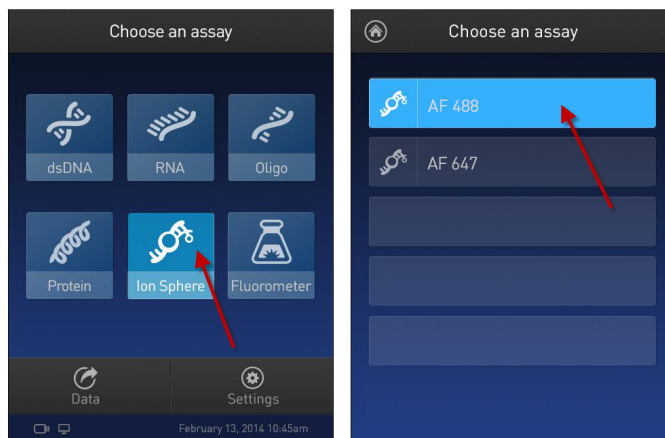 Choose an assay
dsDNA
RNA
Oligo
Protein
Ion Sphere
Fluorometer
Data
Settings
February 13, 2014 10:45am
Choose an assay
AF 488
AF 647